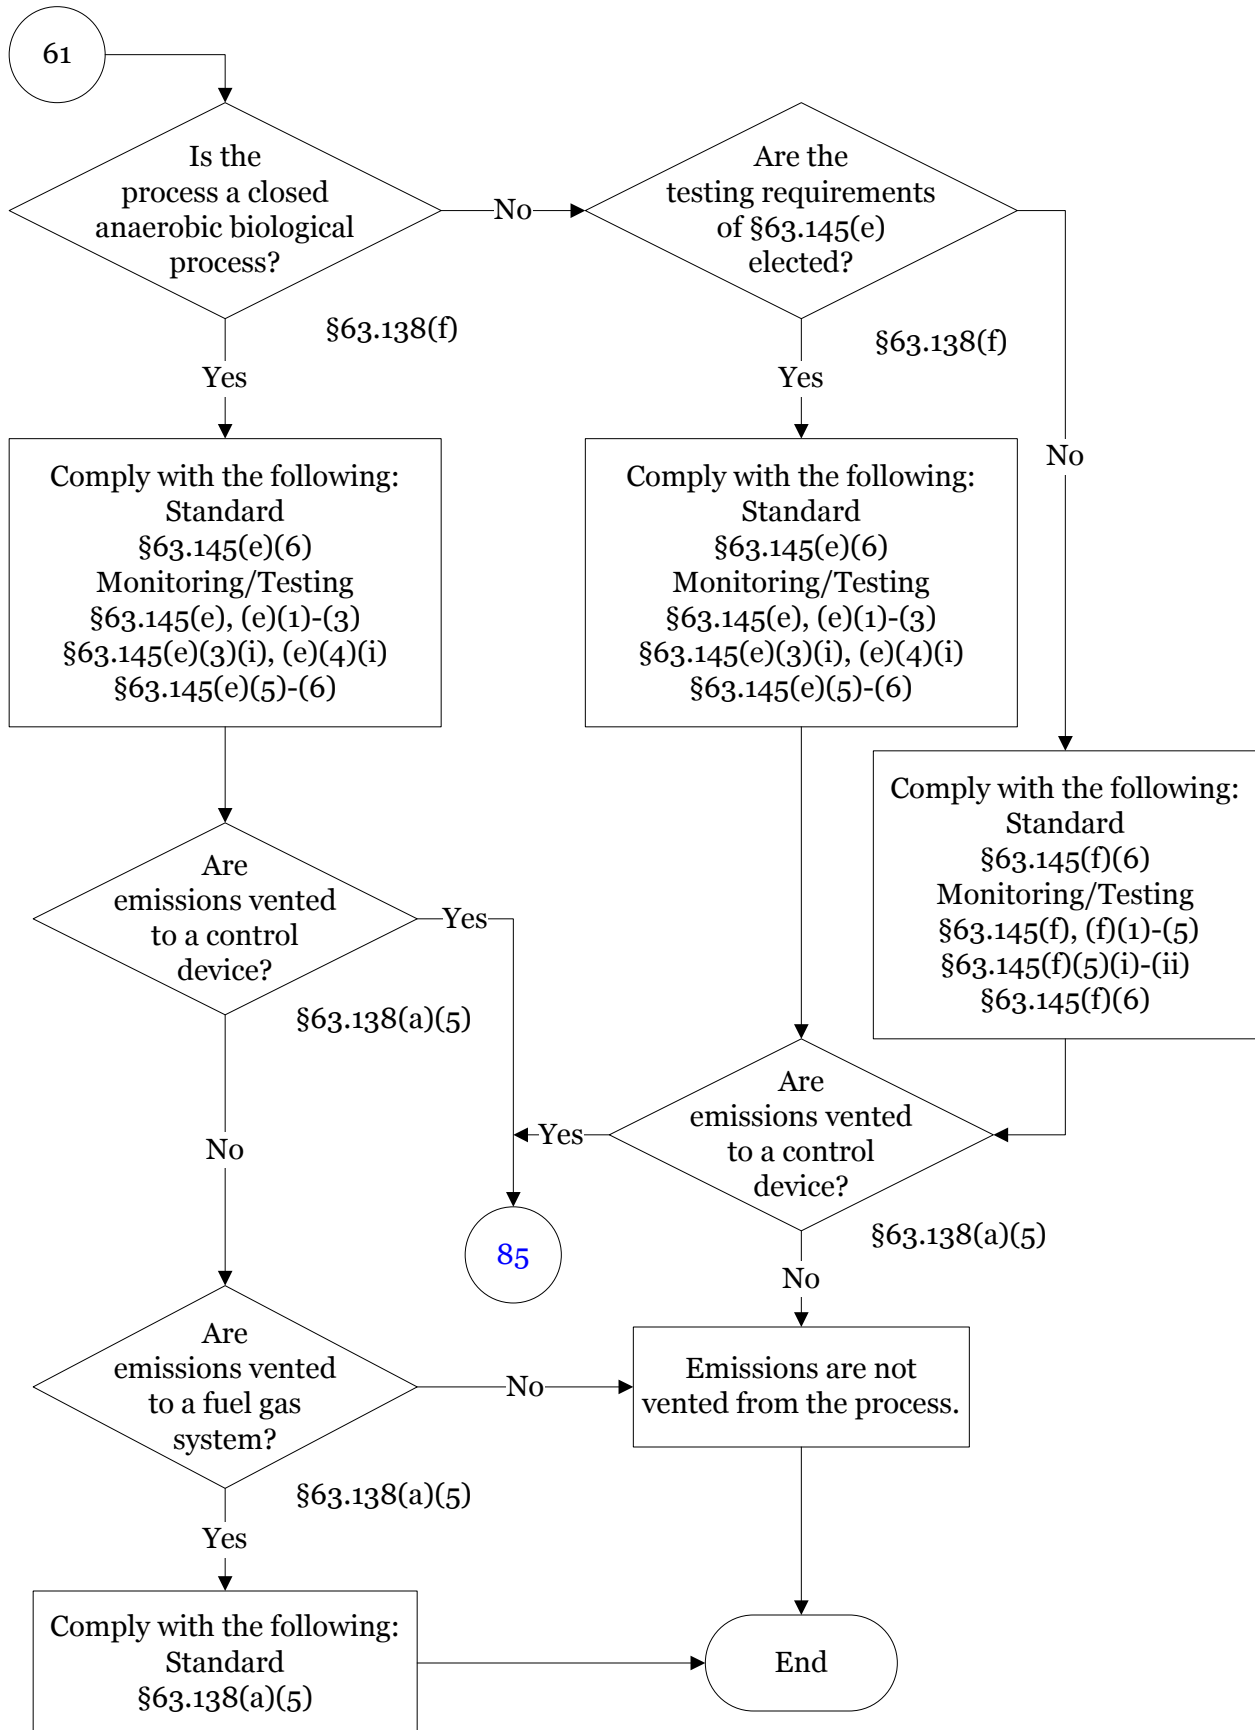 61
Is the
process a closed
anaerobic biological
process?
No
Are the
testing requirements
of §63.145(e)
elected?
§63.138(f)
§63.138(f)
Yes
Yes
No
Comply with the following:
Standard
§63.145(e)(6)
Monitoring/Testing
§63.145(e), (e)(1)-(3)
§63.145(e)(3)(i), (e)(4)(i)
§63.145(e)(5)-(6)
Comply with the following:
Standard
§63.145(e)(6)
Monitoring/Testing
§63.145(e), (e)(1)-(3)
§63.145(e)(3)(i), (e)(4)(i)
§63.145(e)(5)-(6)
Comply with the following:
Standard
§63.145(f)(6)
Monitoring/Testing
§63.145(f), (f)(1)-(5)
§63.145(f)(5)(i)-(ii)
§63.145(f)(6)
Are
emissions vented
to a control
device?
Yes
§63.138(a)(5)
No
Are
emissions vented
to a control
device?
Yes
§63.138(a)(5)
85
No
Are
emissions vented
to a fuel gas
system?
No
Emissions are not
vented from the process.
§63.138(a)(5)
Yes
Comply with the following:
Standard
§63.138(a)(5)
End